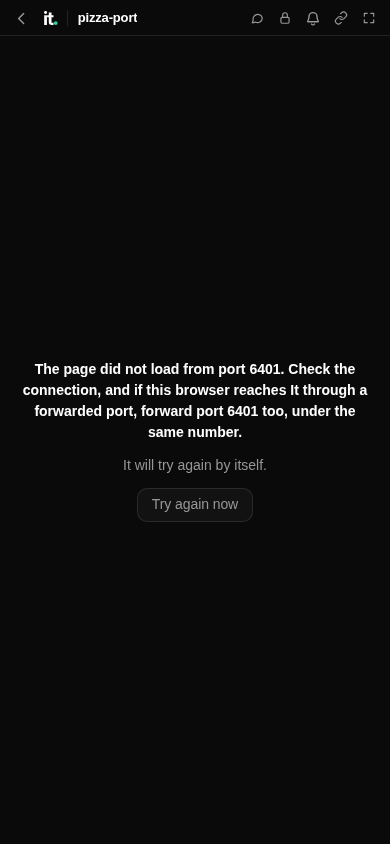 it.
pizza-port
The page did not load from port 6401. Check the
connection, and if this browser reaches It through a
forwarded port, forward port 6401 too, under the
same number.
It will try again by itself.
Try again now